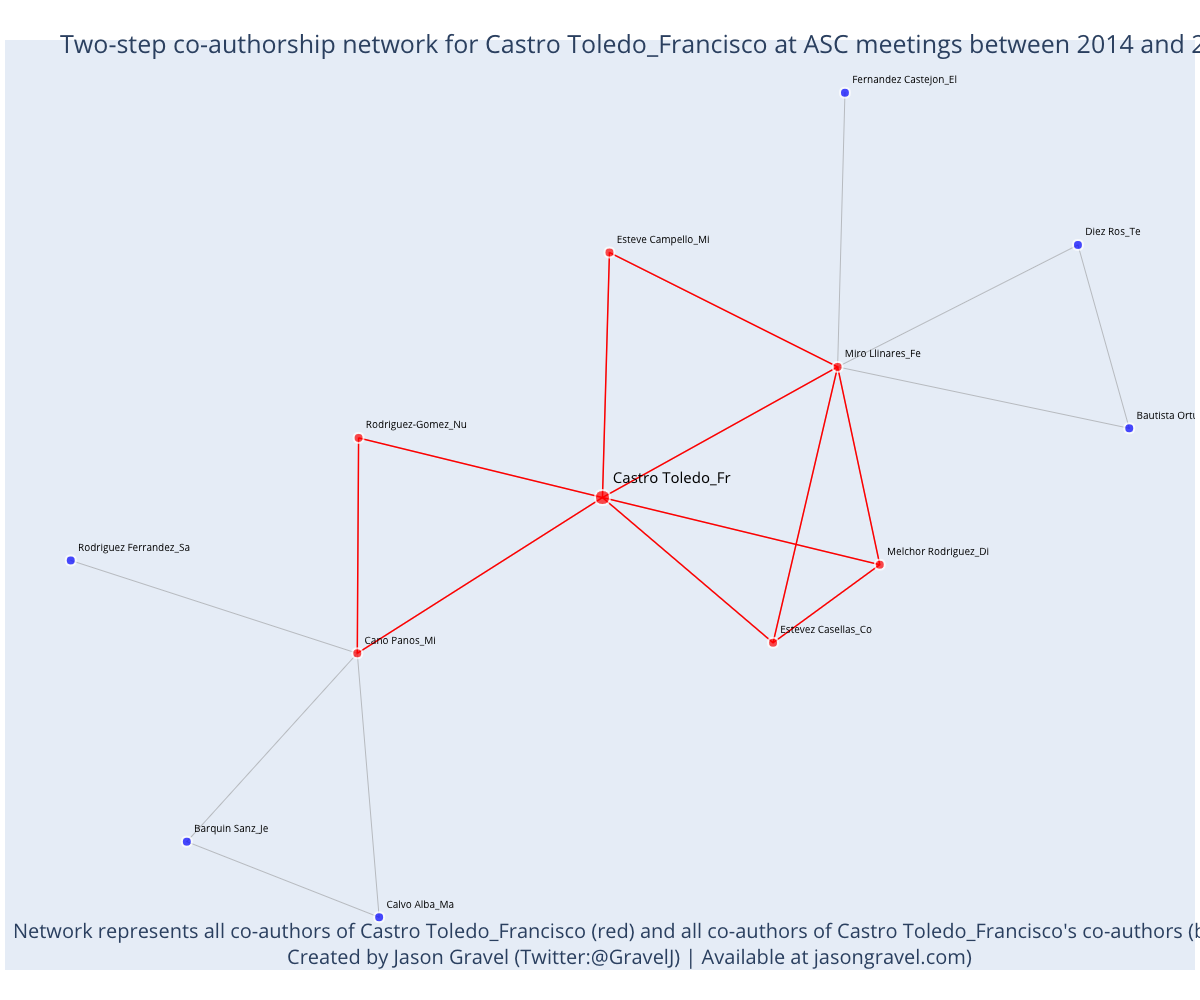 Two-step co-authorship network for Castro Toledo_Francisco at ASC meetings between 2014 and
Fernandez Castejon_El
Diez Ros_Te
Esteve Campello_Mi
Miro Llinares_Fe
Bautista
Rodriguez-Gomez_Nu
Castro Toledo_Fr
Rodriguez Ferrandez_Sa
Melchor Rodriguez_Di
Estevez Casellas_Co
Cano Panos_Mi
Barquin Sanz_Je
Calvo Alba_Ma
Network represents all co-authors of Castro Toledo_Francisco (red) and all co-authors of Castro Toledo_Francisco's co-authors
Created by Jason Gravel (Twitter:@GravelJ) | Available at jasongravel.com)